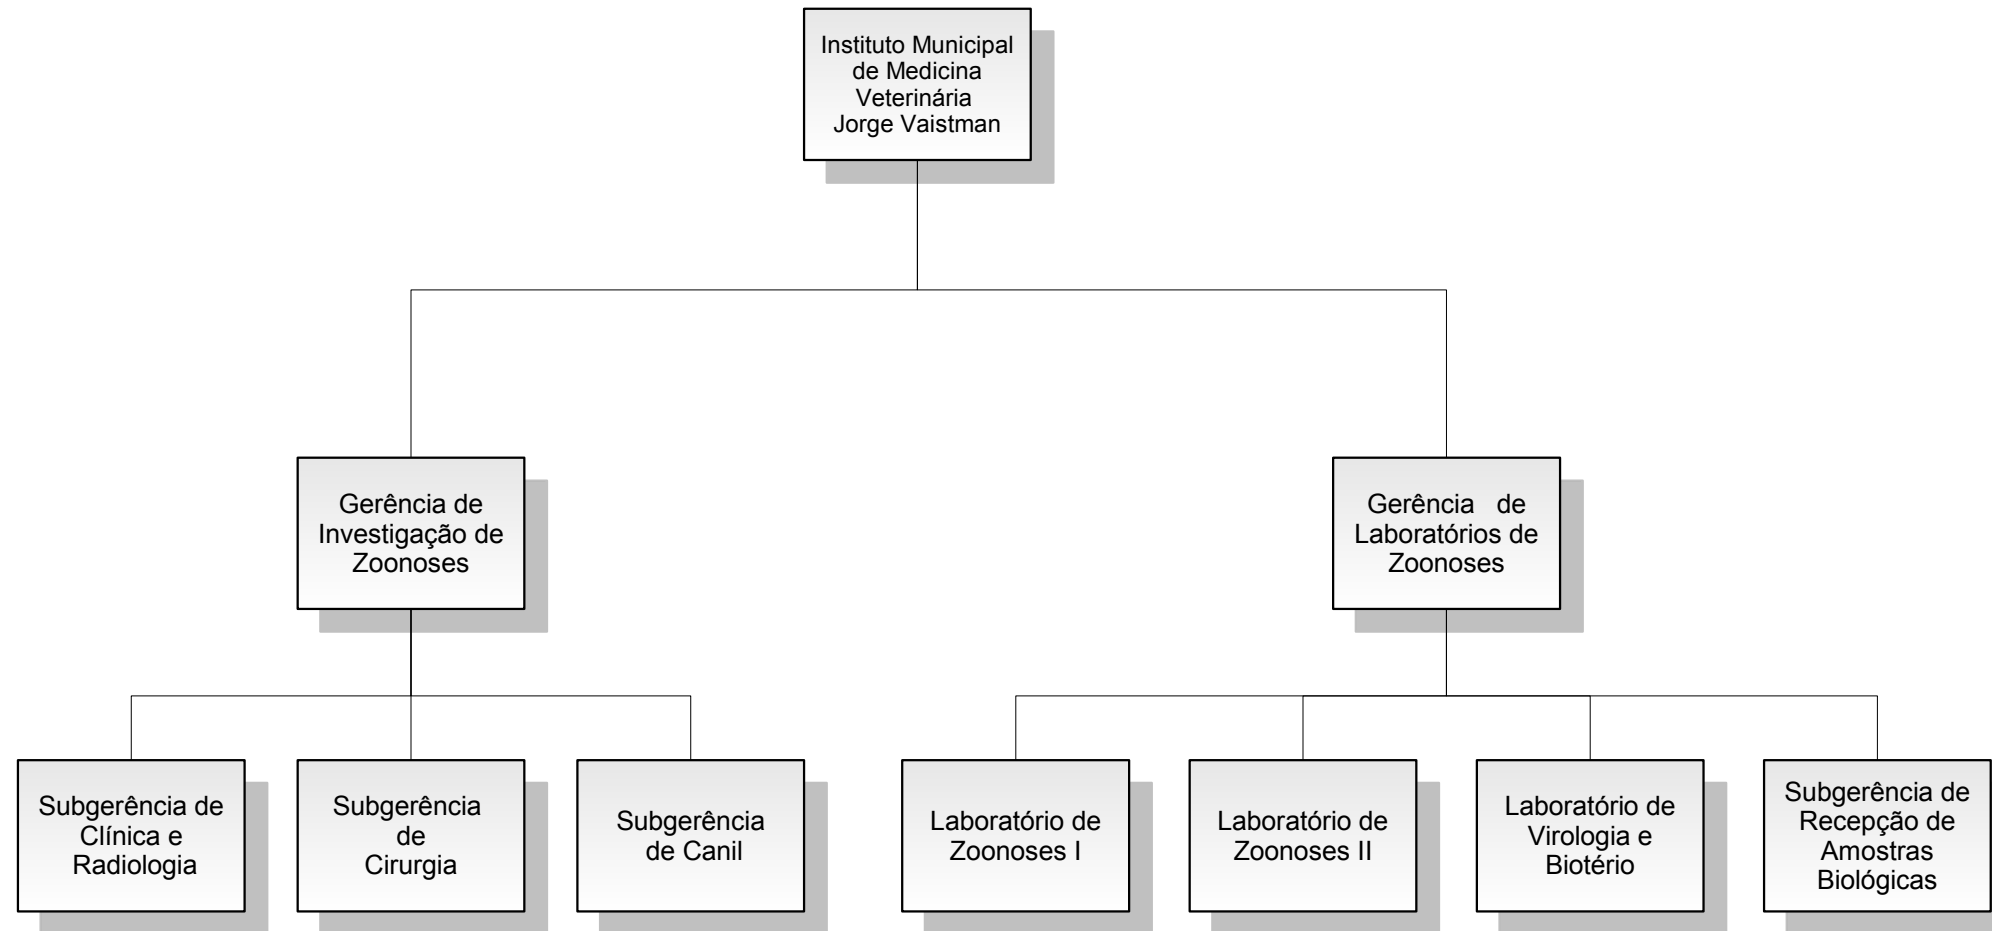 Instituto Municipal
de Medicina
Veterinária
Jorge Vaistman
Gerência de
Investigação de
Zoonoses
Gerência de
Laboratórios de
Zoonoses
Subgerência de
Clínica e
Radiologia
Subgerência
de
Cirurgia
Subgerência
de Canil
Laboratório de
Zoonoses I
Laboratório de
Zoonoses II
Laboratório de
Virologia e
Biotério
Subgerência de
Recepção de
Amostras
Biológicas